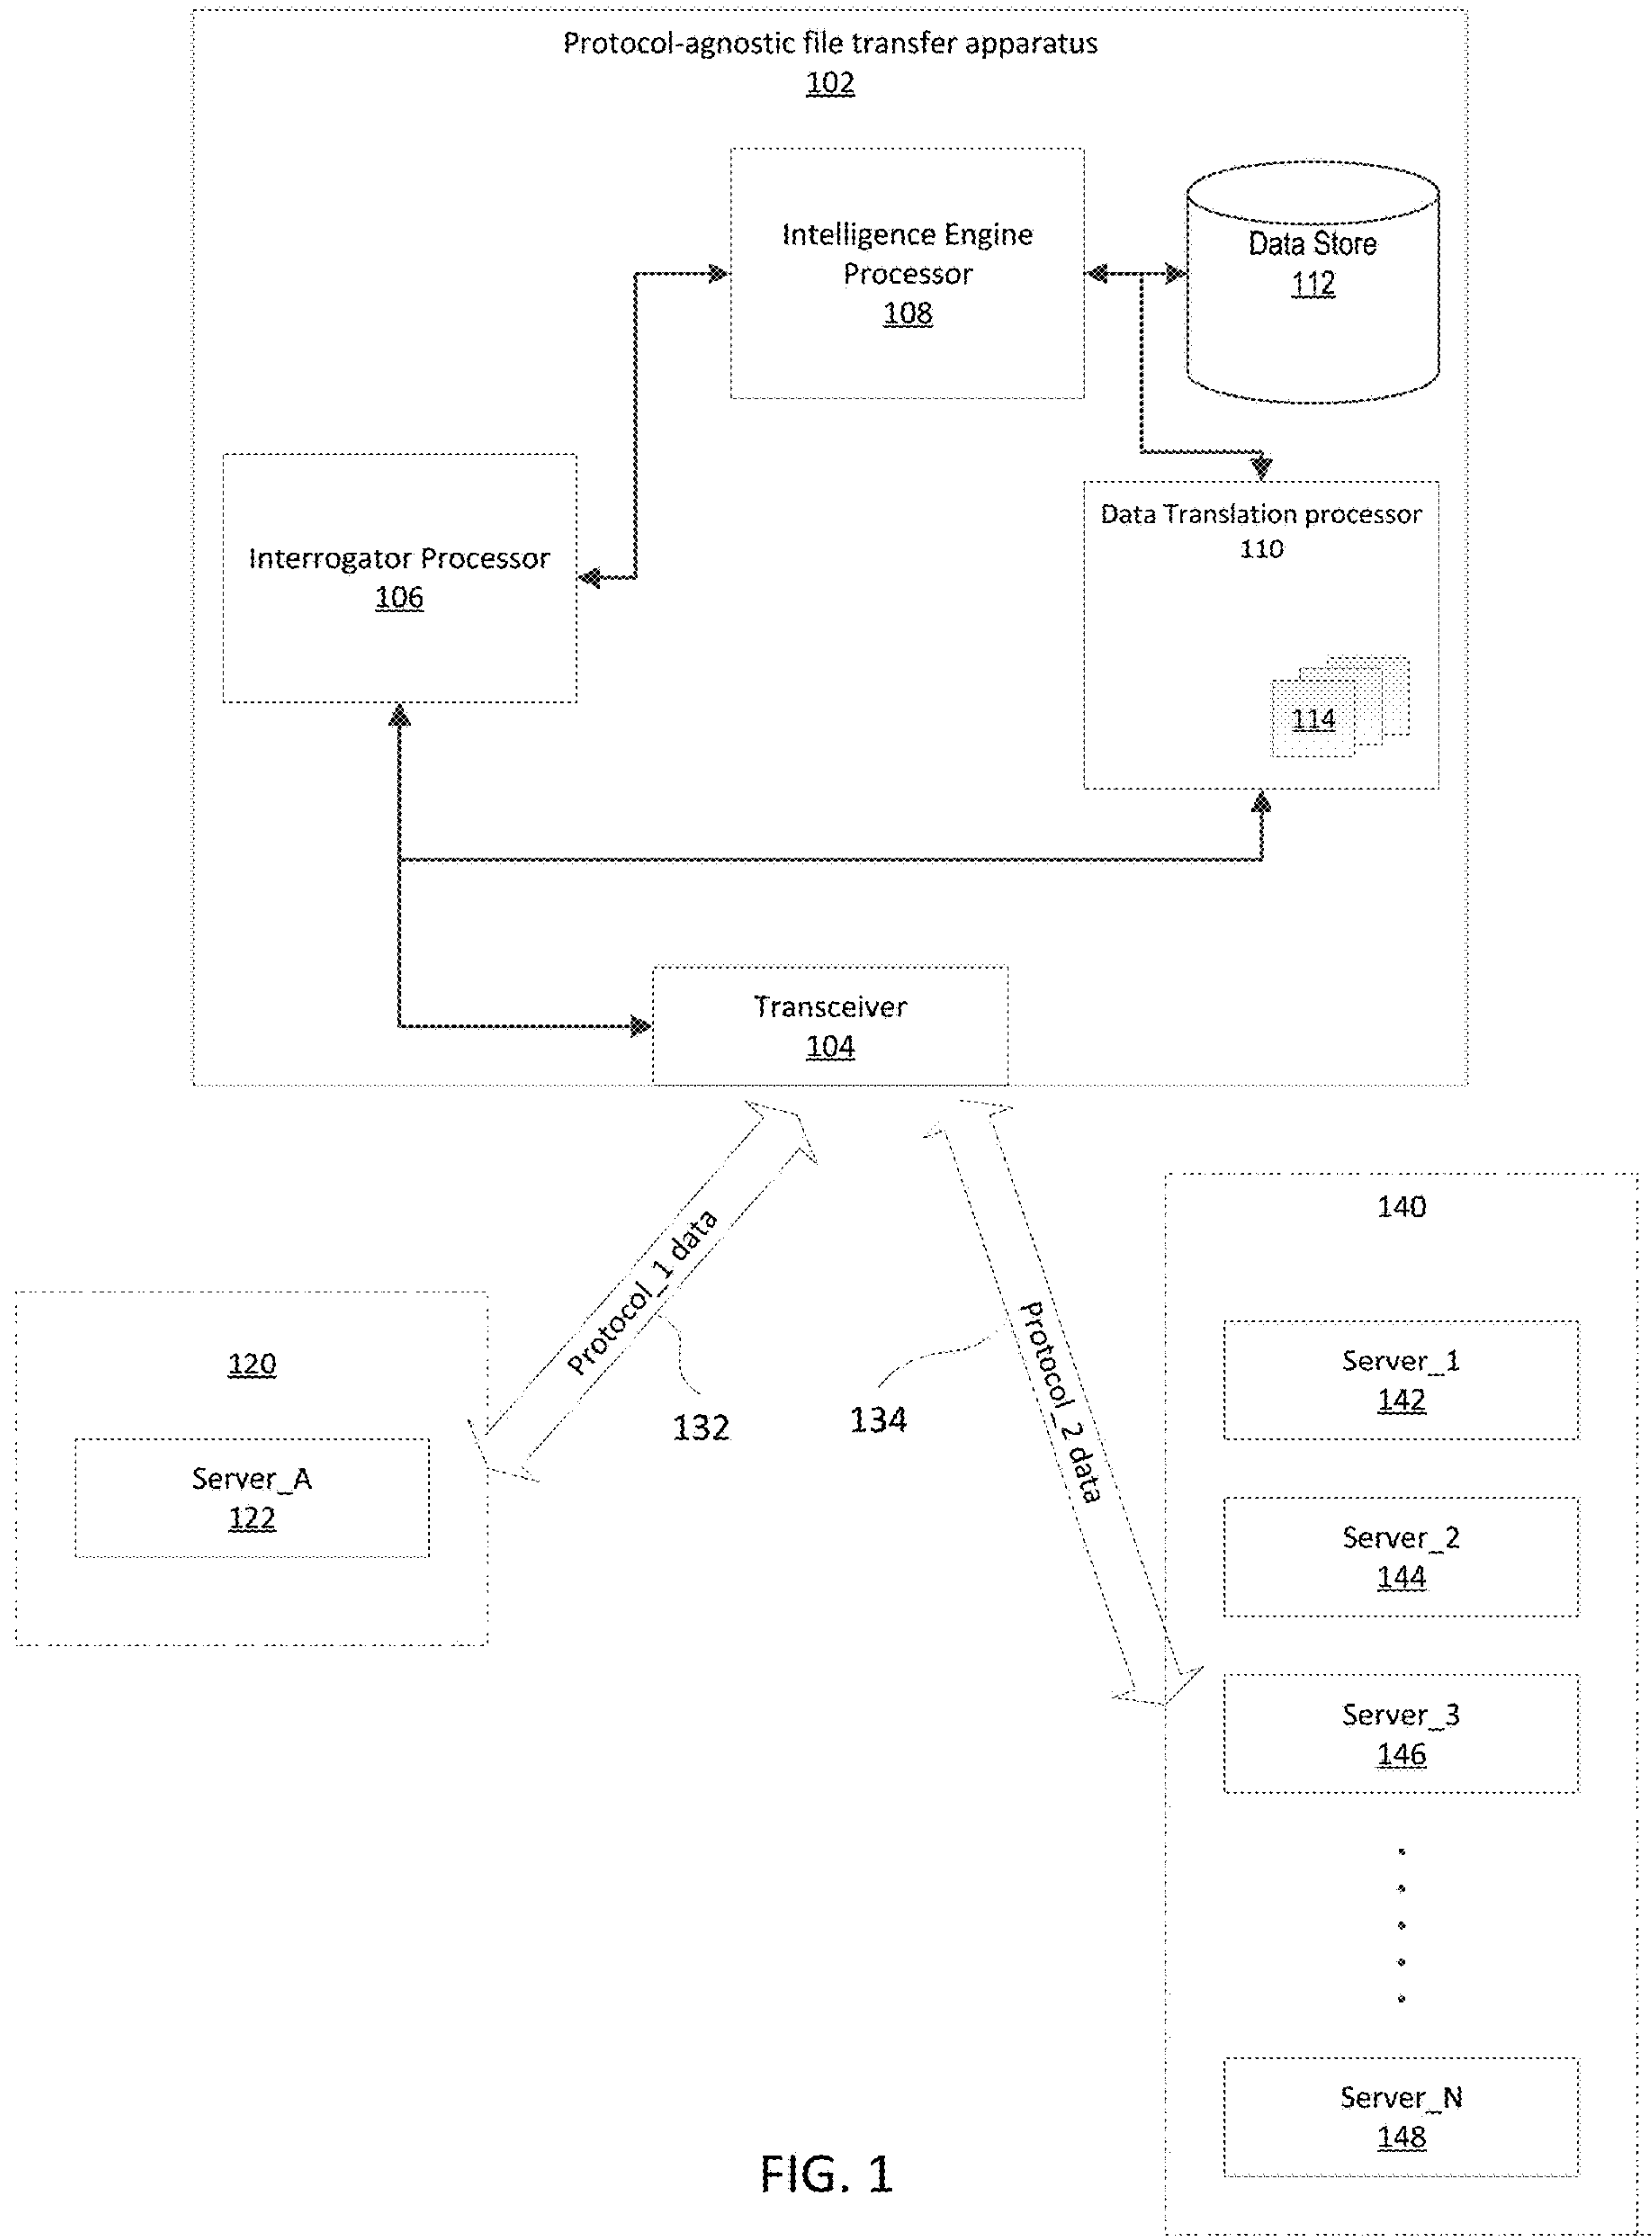 Protocol-agnostic file transfer apparatus
102
Intelligence Engine
Processor
108
Data Store
112
Interrogator Processor
106
Data Translation processor
110
114
Transceiver
104
Protocol_1 data
132
Protocol_2 data
134
120
Server_A
122
140
Server_1
142
Server_2
144
Server_3
146
Server_N
148
FIG. 1